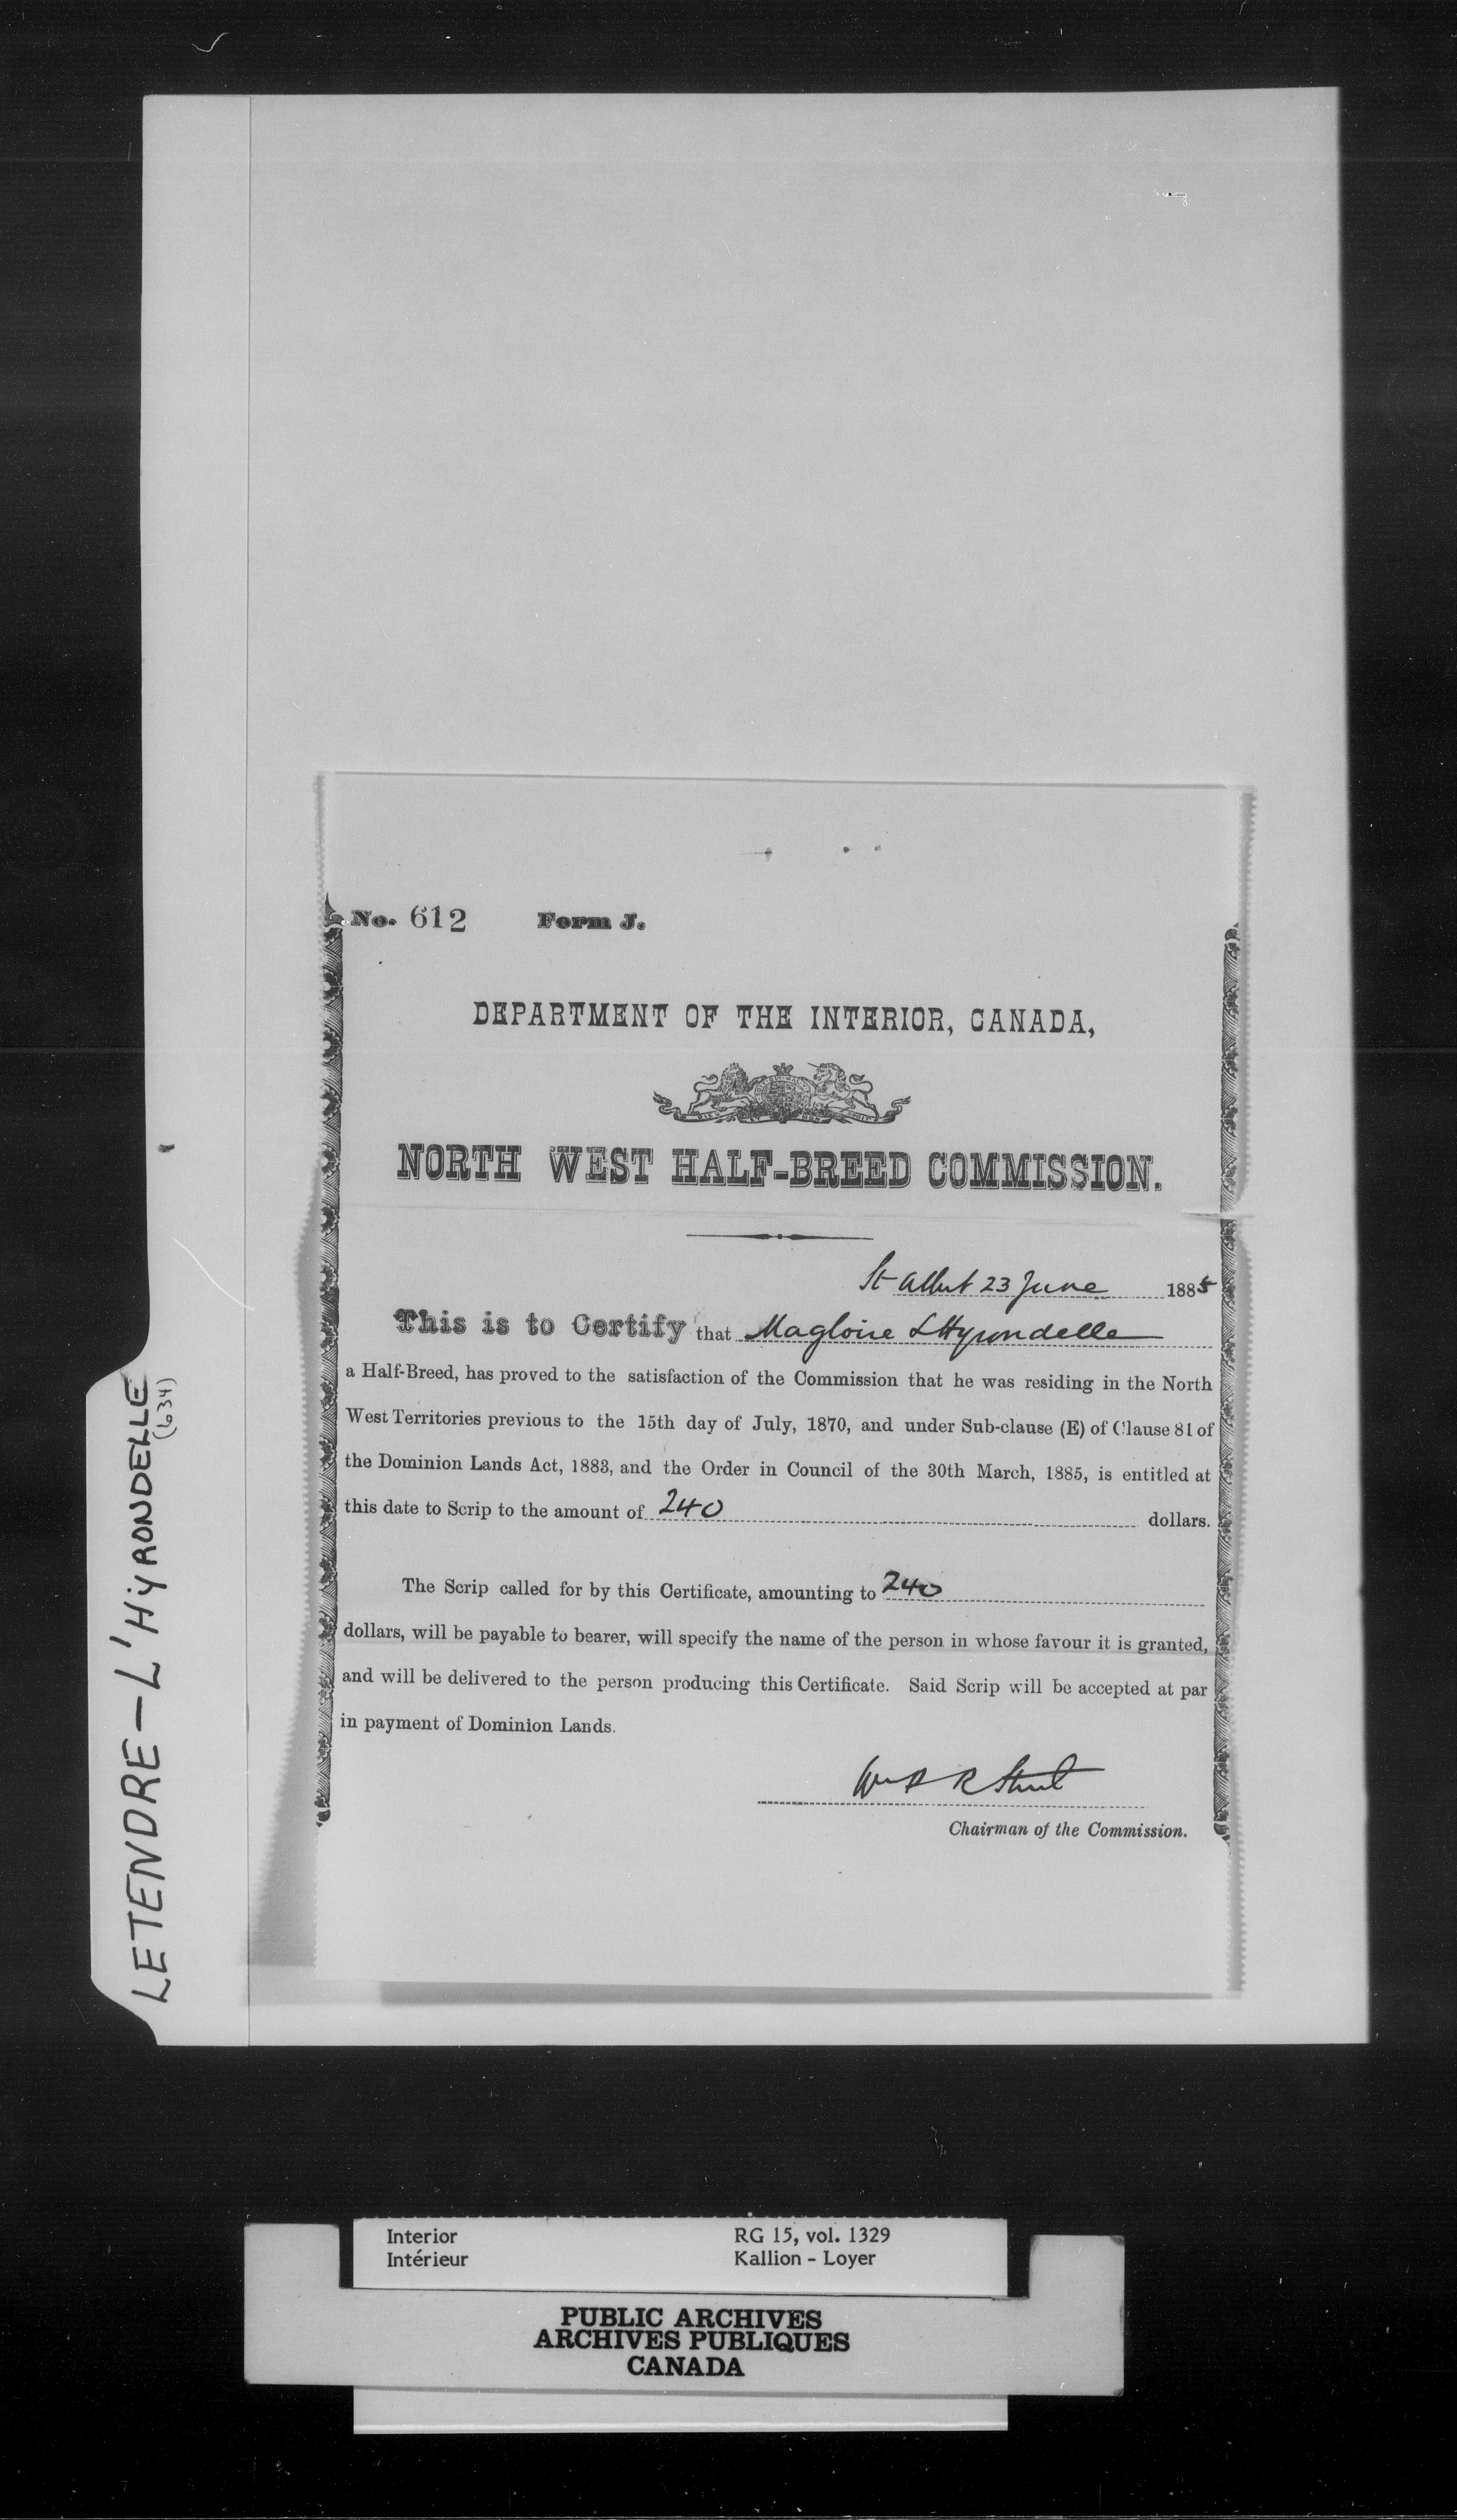 No. 612 Form J.
DEPARTMENT OF THE INTERIOR, CANADA,
NORTH WEST HALF-BREED COMMISSION.
St Albert 23 June 1885
This is to Certify that Magloire L'Hyrondelle
a Half-Breed, has proved to the satisfaction of the Commission that he was residing in the North
West Territories previous to the 15th day of July, 1870, and under Sub-clause (E) of Clause 81 of
the Dominion Lands Act, 1883, and the Order in Council of the 30th March, 1885, is entitled at
this date to Scrip to the amount of 240 dollars.
The Scrip called for by this Certificate, amounting to 240
dollars, will be payable to bearer, will specify the name of the person in whose favour it is granted,
and will be delivered to the person producing this Certificate. Said Scrip will be accepted at par
in payment of Dominion Lands.
Wm P R Street
Chairman of the Commission.
LETENDRE - L'HYRONDELLE
(634)
Interior RG 15, vol. 1329
Intérieur Kallion - Loyer
PUBLIC ARCHIVES
ARCHIVES PUBLIQUES
CANADA